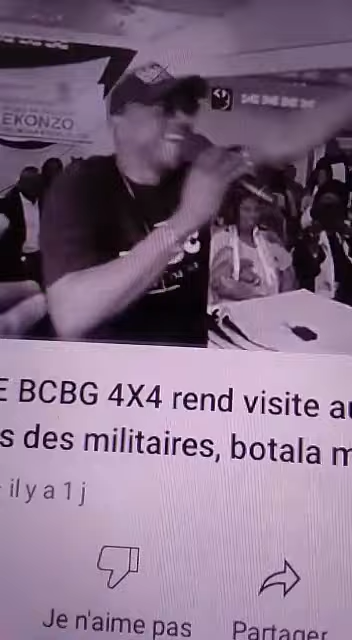 EKONZO
E BCBG 4X4 rend visite au
s des militaires, botala m
il y a 1 j
Je n'aime pas
Partager